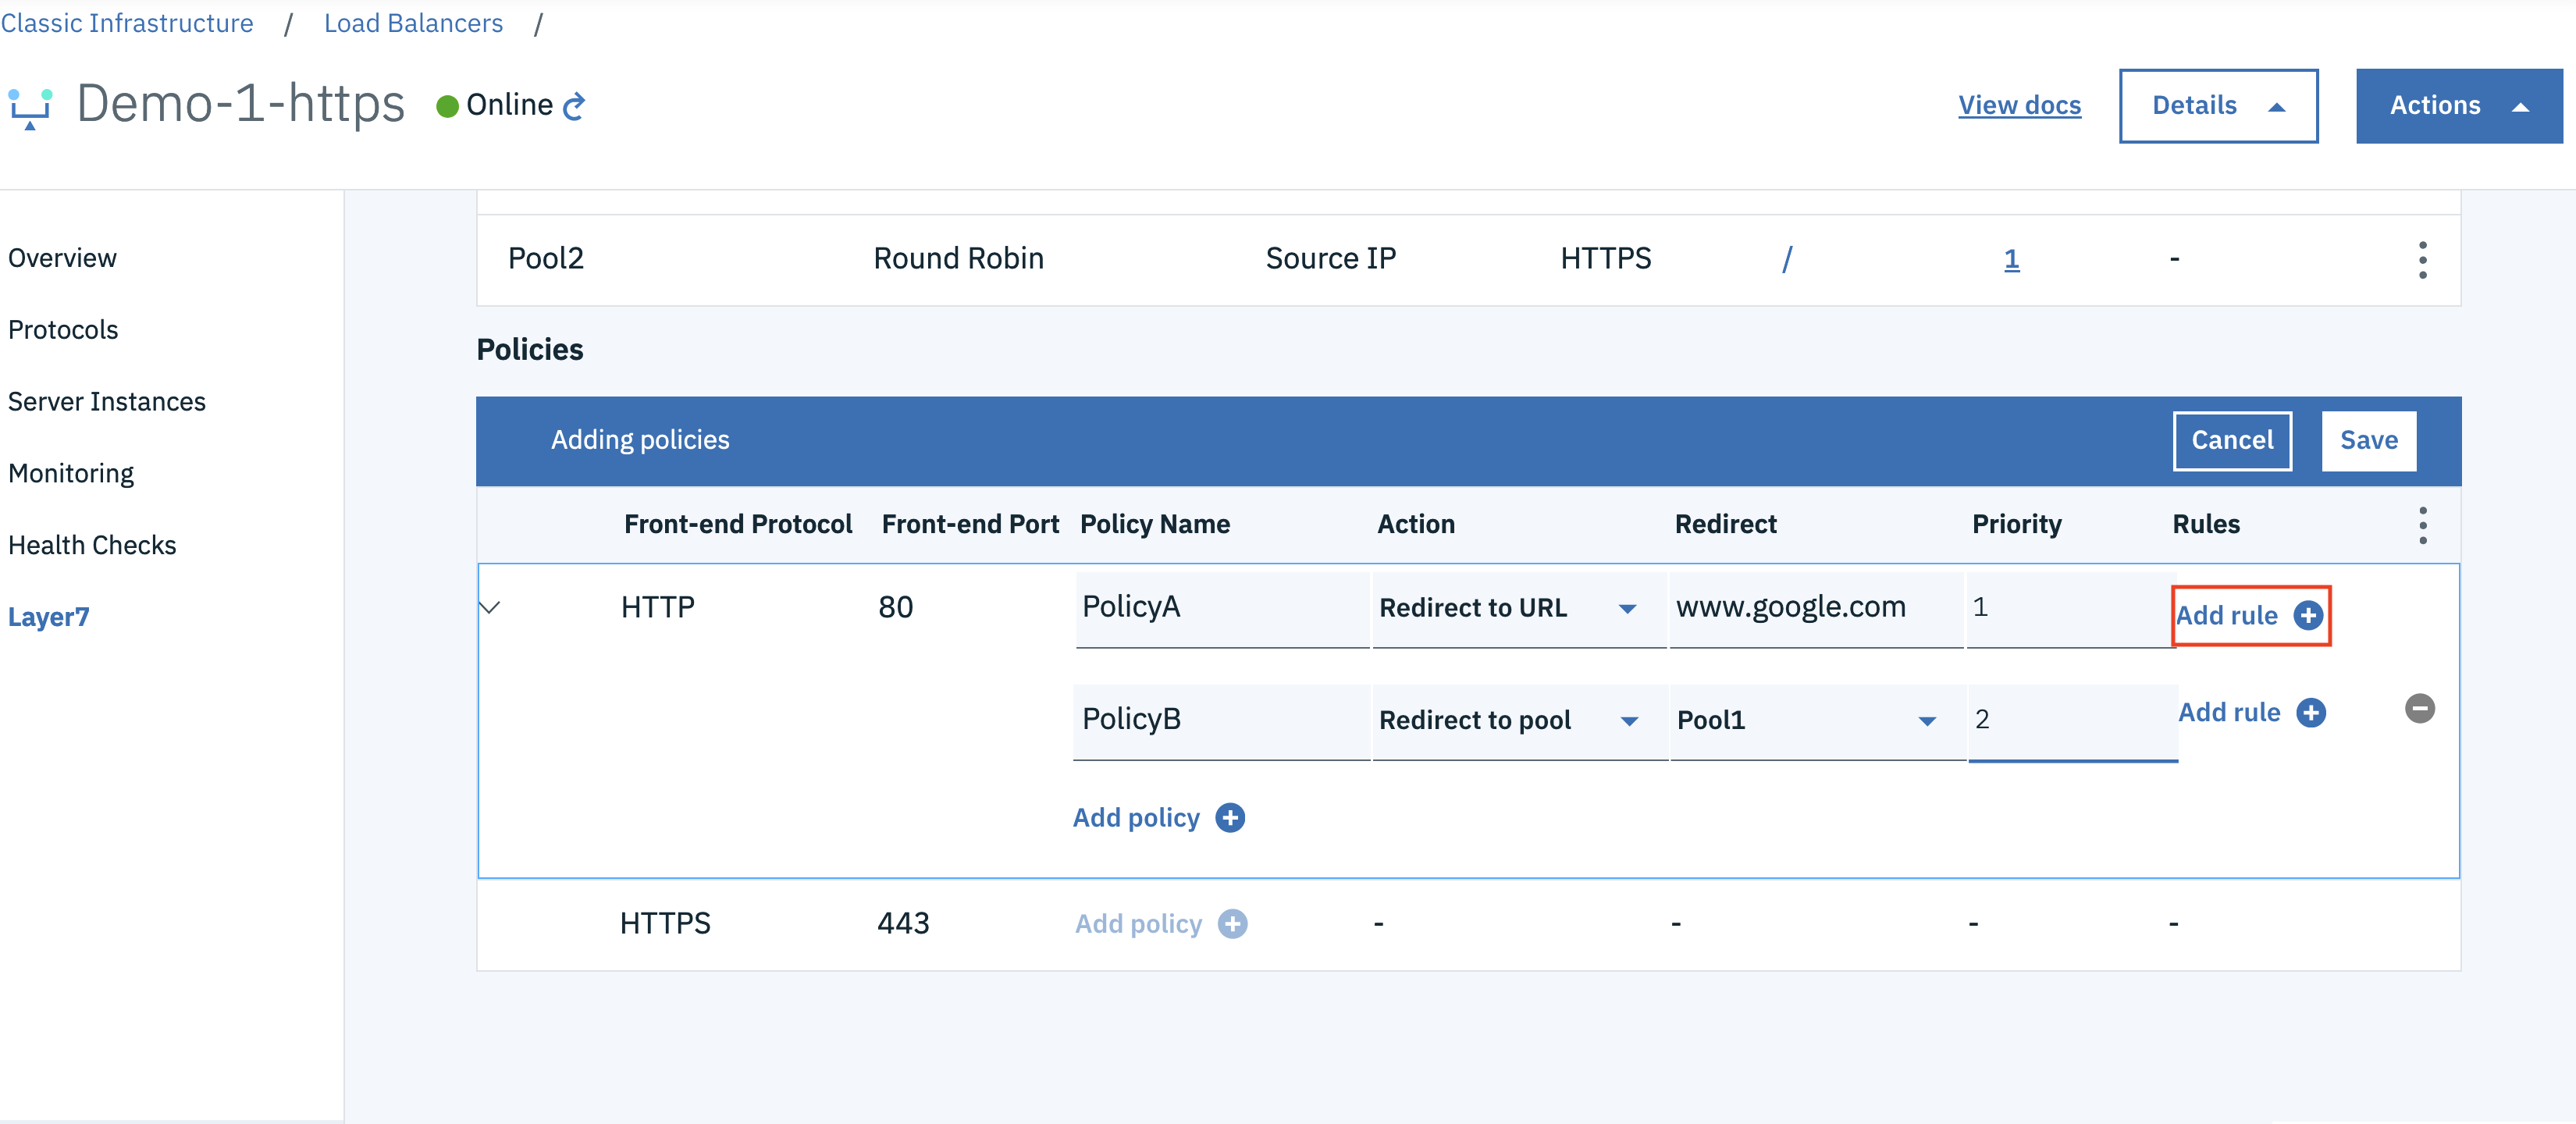 Classic Infrastructure / Load Balancers /
Demo-1-https Online View docs Details Actions
Overview
Protocols
Server Instances
Monitoring
Health Checks
Layer7
Pool2 Round Robin Source IP HTTPS / 1 -
Policies
Adding policies Cancel Save
Front-end Protocol Front-end Port Policy Name Action Redirect Priority Rules
HTTP 80 PolicyA Redirect to URL www.google.com 1 Add rule
PolicyB Redirect to pool Pool1 2 Add rule
Add policy
HTTPS 443 Add policy - - - -